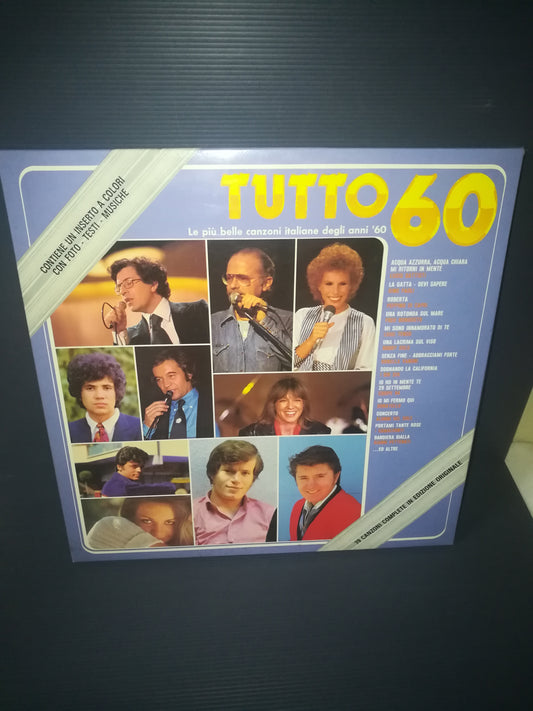 TUTTO 60
Le più belle canzoni italiane degli anni '60
CONTIENE UN INSERTO A COLORI
CON FOTO - TESTI - MUSICHE
ACQUA AZZURRA, ACQUA CHIARA
MI RITORNI IN MENTE
LA GATTA - DEVI SAPERE
ROBERTA
UNA ROTONDA SUL MARE
MI SONO INNAMORATO DI TE
UNA LACRIMA SUL VISO
SENZA FINE - ABBRACCIAMI FORTE
SOGNANDO LA CALIFORNIA
IO HO IN MENTE TE
29 SETTEMBRE
IO MI FERMO QUI
CONCERTO
PORTAMI TANTE ROSE
BANDIERA GIALLA
...ED ALTRE
39 CANZONI COMPLETE IN EDIZIONE ORIGINALE